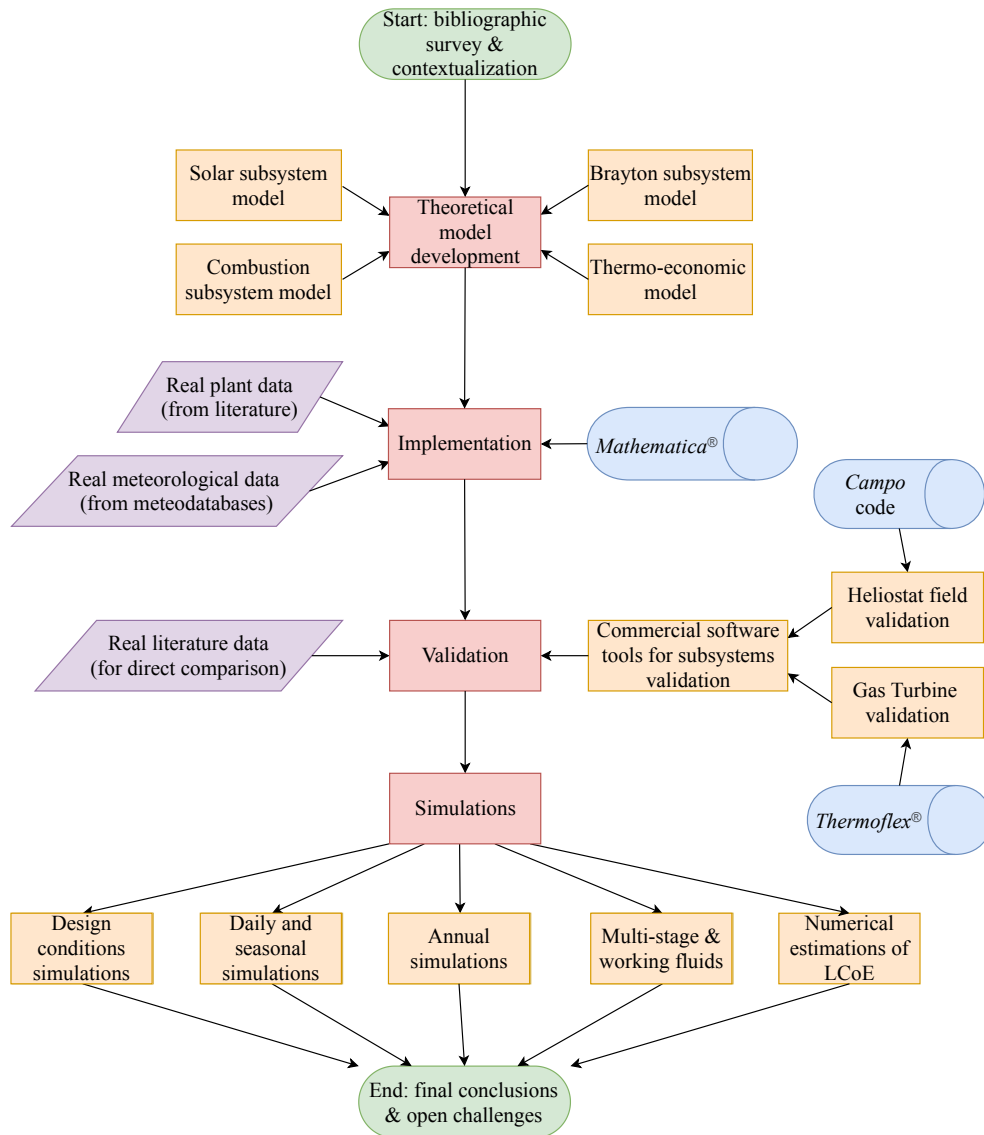 Start: bibliographic
survey &
contextualization
Solar subsystem
model
Brayton subsystem
model
Theoretical
model
development
Combustion
subsystem model
Thermo-economic
model
Real plant data
(from literature)
Implementation
Mathematica®
Real meteorological data
(from meteodatabases)
Campo
code
Heliostat field
validation
Real literature data
(for direct comparison)
Validation
Commercial software
tools for subsystems
validation
Gas Turbine
validation
Simulations
Thermoflex®
Design
conditions
simulations
Daily and
seasonal
simulations
Annual
simulations
Multi-stage &
working fluids
Numerical
estimations of
LCoE
End: final conclusions
& open challenges